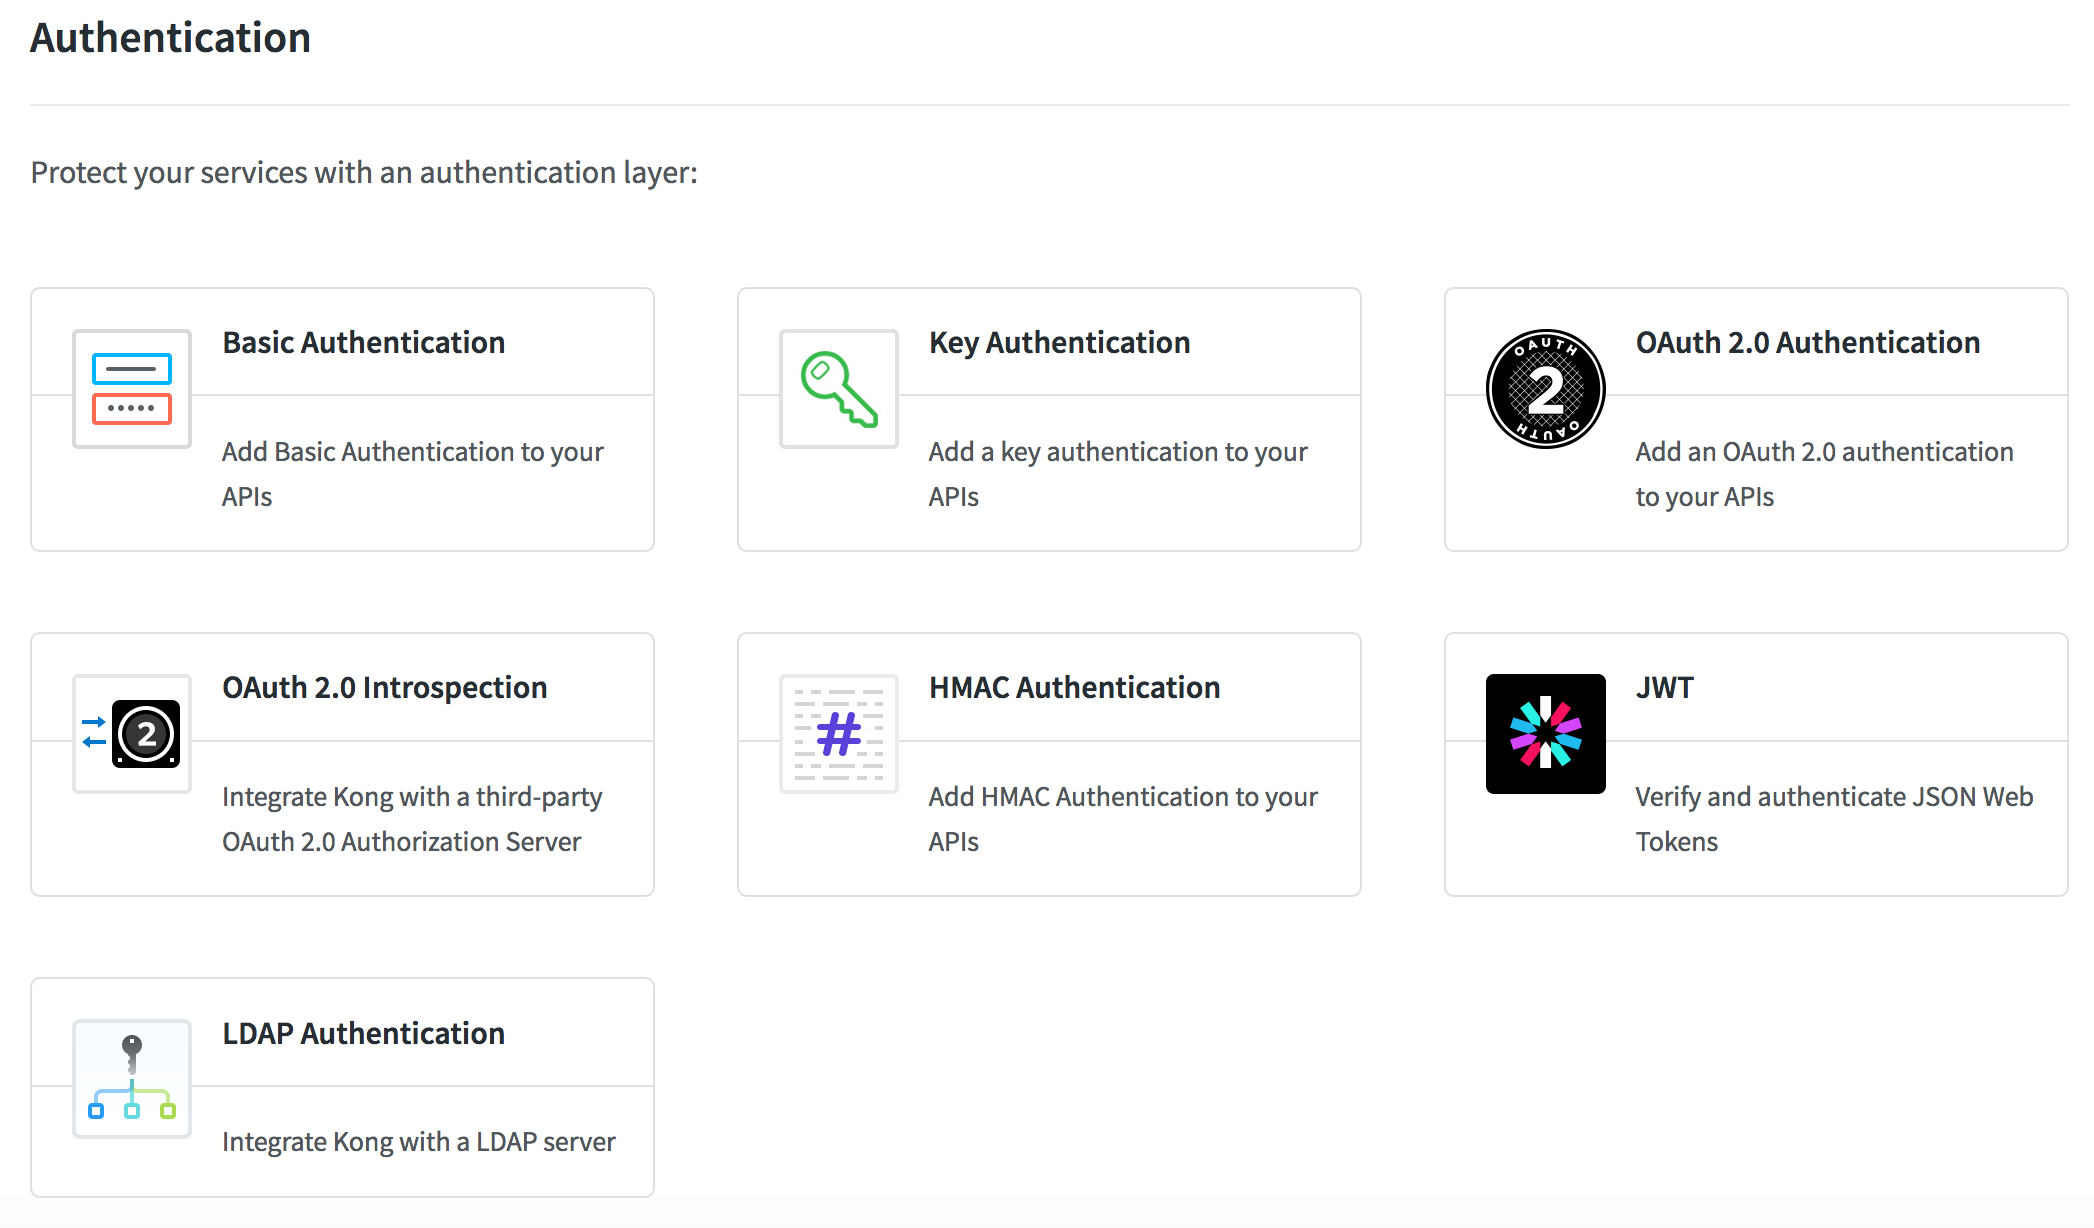 Authentication
Protect your services with an authentication layer:
Basic Authentication
Add Basic Authentication to your
APIs
Key Authentication
Add a key authentication to your
APIs
OAUTH
2
OAUTH
OAuth 2.0 Authentication
Add an OAuth 2.0 authentication
to your APIs
2
OAuth 2.0 Introspection
Integrate Kong with a third-party
OAuth 2.0 Authorization Server
#
HMAC Authentication
Add HMAC Authentication to your
APIs
JWT
Verify and authenticate JSON Web
Tokens
LDAP Authentication
Integrate Kong with a LDAP server